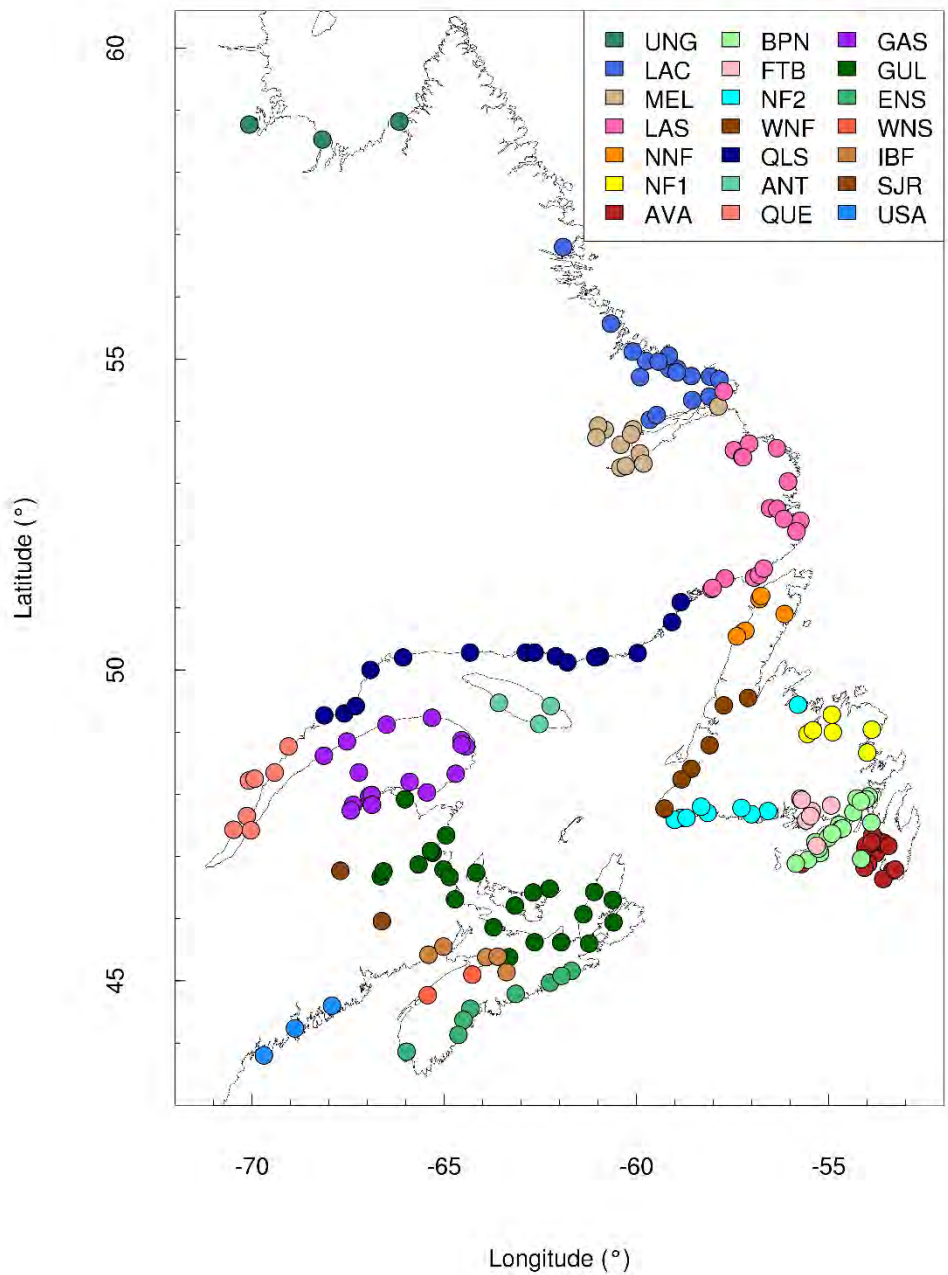 60
UNG BPN GAS
LAC FTB GUL
MEL NF2 ENS
LAS WNF WNS
NNF QLS IBF
NF1 ANT SJR
AVA QUE USA
55
Latitude (°)
50
45
-70 -65 -60 -55
Longitude (°)